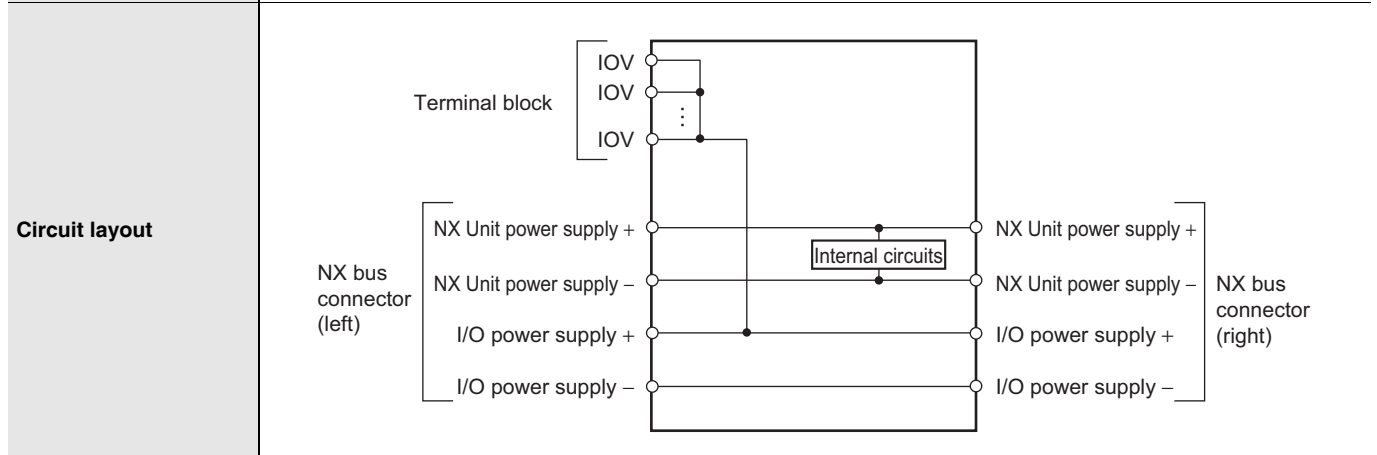 Circuit layout
Terminal block
IOV
IOV
⋮
IOV
NX bus
connector
(left)
NX Unit power supply +
NX Unit power supply −
I/O power supply +
I/O power supply −
Internal circuits
NX Unit power supply +
NX Unit power supply −
I/O power supply +
I/O power supply −
NX bus
connector
(right)